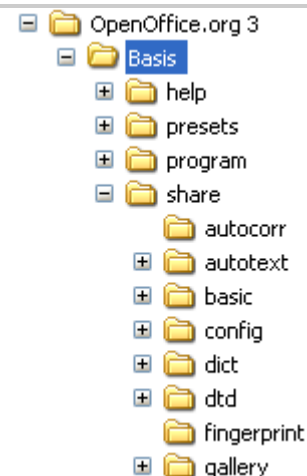 OpenOffice.org 3
Basis
help
presets
program
share
autocorr
autotext
basic
config
dict
dtd
fingerprint
gallery